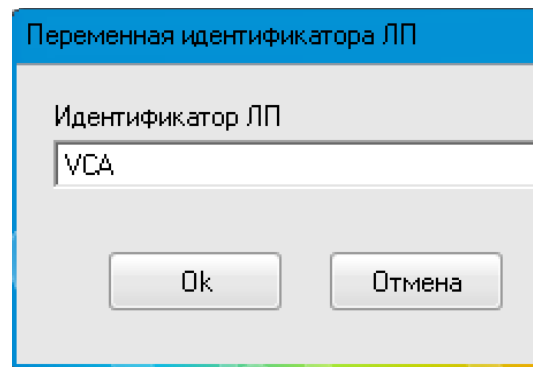 Переменная идентификатора ЛП
Идентификатор ЛП
VCA
Ok
Отмена